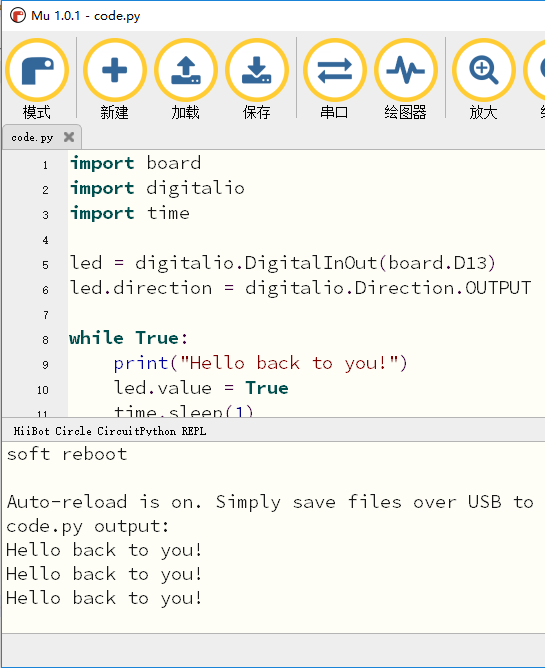 Mu 1.0.1 - code.py
模式 新建 加载 保存 串口 绘图器 放大
code.py
1 import board
2 import digitalio
3 import time
4
5 led = digitalio.DigitalInOut(board.D13)
6 led.direction = digitalio.Direction.OUTPUT
7
8 while True:
9 print("Hello back to you!")
10 led.value = True
11 time.sleep(1)
HiiBot Circle CircuitPython REPL
soft reboot
Auto-reload is on. Simply save files over USB to
code.py output:
Hello back to you!
Hello back to you!
Hello back to you!